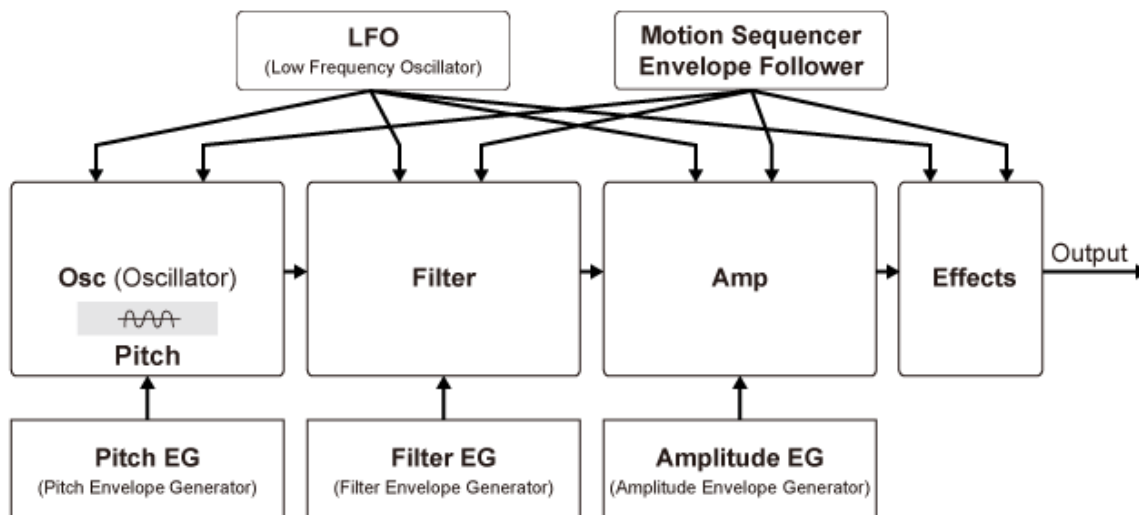 LFO
(Low Frequency Oscillator)
Motion Sequencer
Envelope Follower
Osc (Oscillator)
Pitch
Filter
Amp
Effects
Output
Pitch EG
(Pitch Envelope Generator)
Filter EG
(Filter Envelope Generator)
Amplitude EG
(Amplitude Envelope Generator)